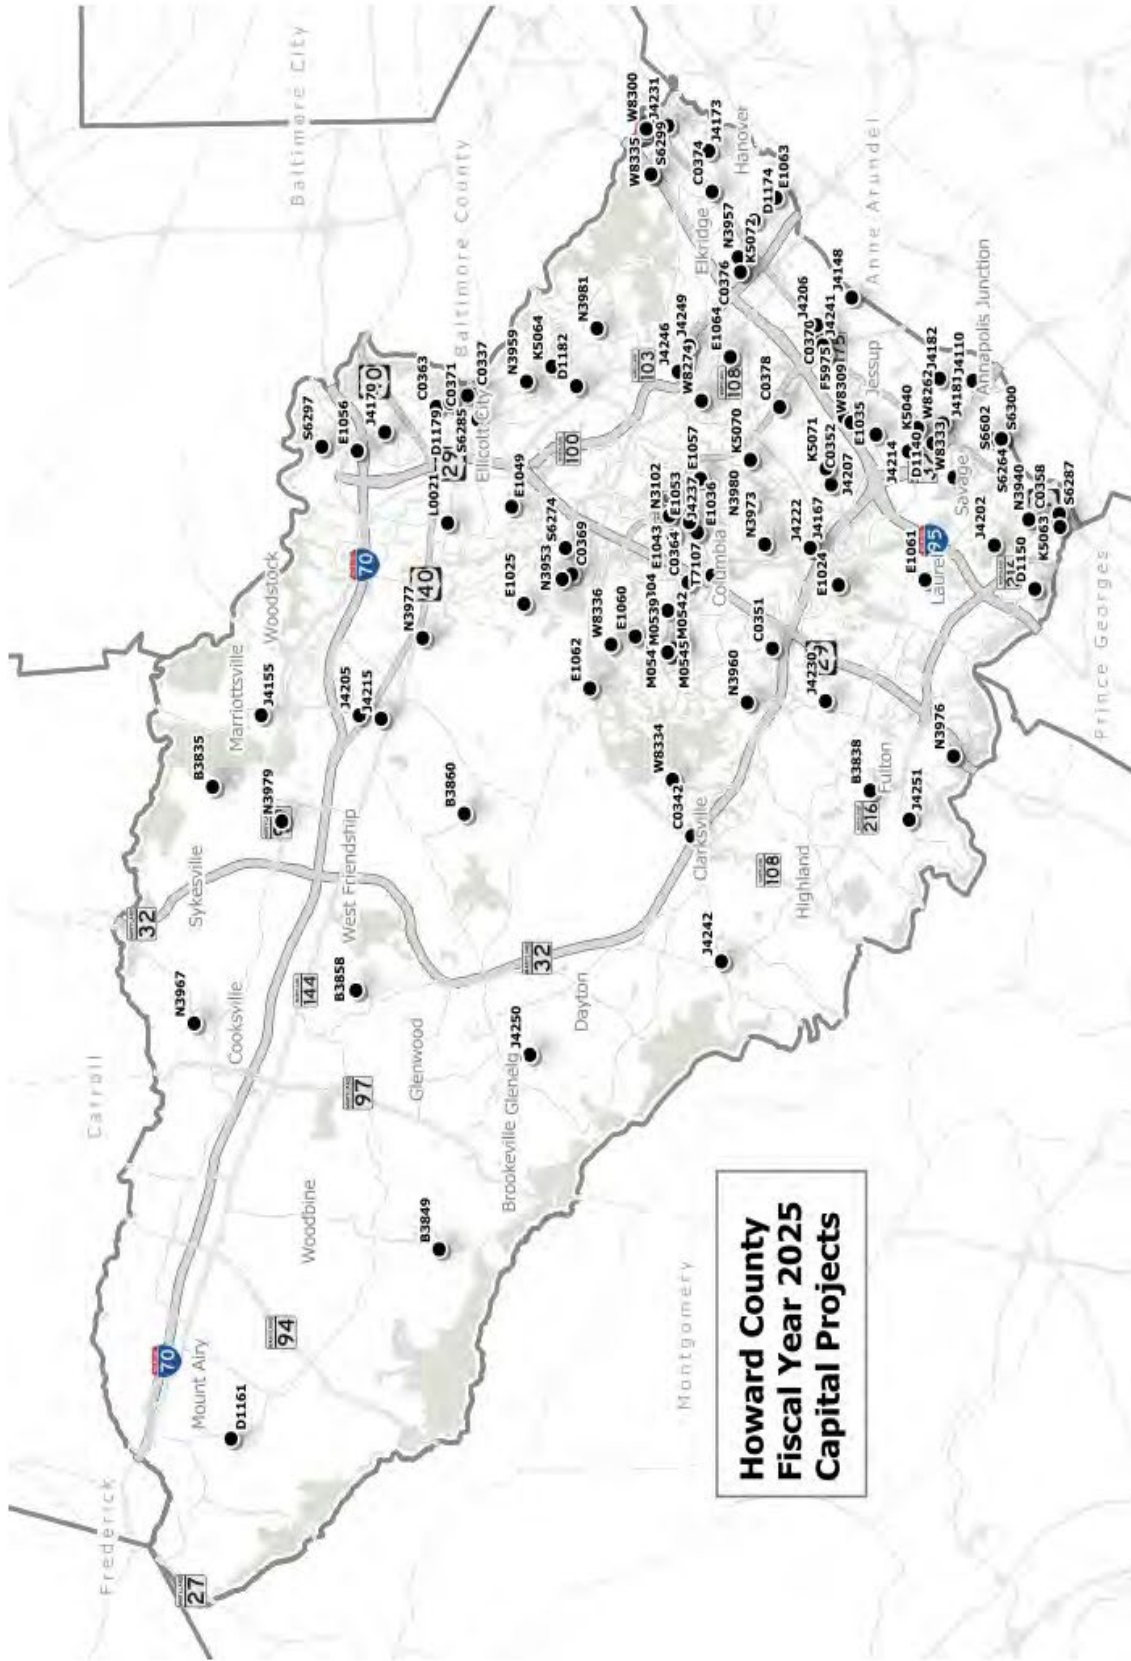 Howard County
Fiscal Year 2025
Capital Projects
Frederick
Carroll
Baltimore County
Baltimore City
Anne Arundel
Prince Georges
Montgomery
27
70
Mount Airy
D1161
94
Woodbine
B3849
97
Cooksville
N3967
144
B3858
Glenwood
Brookeville
Glenelg
J4250
Dayton
32
J4242
32
Sykesville
West Friendship
N3979
B3835
Marriottsville
J4155
Woodstock
J4205
J4215
B3860
70
N3977
40
L0021
S6297
E1056
J4170
C0363
D1179
C0371
S6285
29
C0337
Ellicott City
E1049
E1025
S6274
N3953
C0369
100
N3959
K5064
D1182
N3981
103
J4246
J4249
W8274
E1064
108
C0378
W8335
W8300
J4231
S6299
J4173
C0374
Hanover
Elkridge
N3957
K5072
D1174
E1063
C0376
J4206
J4241
J4148
C0370
F5975
W8309
Jessup
E1035
K5070
K5071
C0352
J4207
J4214
K5040
D1140
W8262
J4182
J4110
J4181
W8333
Annapolis Junction
Savage
S6602
S6300
S6264
N3940
C0358
S6287
K5063
J4202
D1150
216
95
E1061
Laurel
E1024
J4222
J4167
N3973
N3980
E1057
N3102
E1053
J4237
E1036
E1043
C0364
T7107
Columbia
W8336
E1060
M0539
M0542
M0545
E1062
C0351
N3960
29
J4230
W8334
C0342
Clarksville
108
Highland
B3838
216
Fulton
J4251
N3976